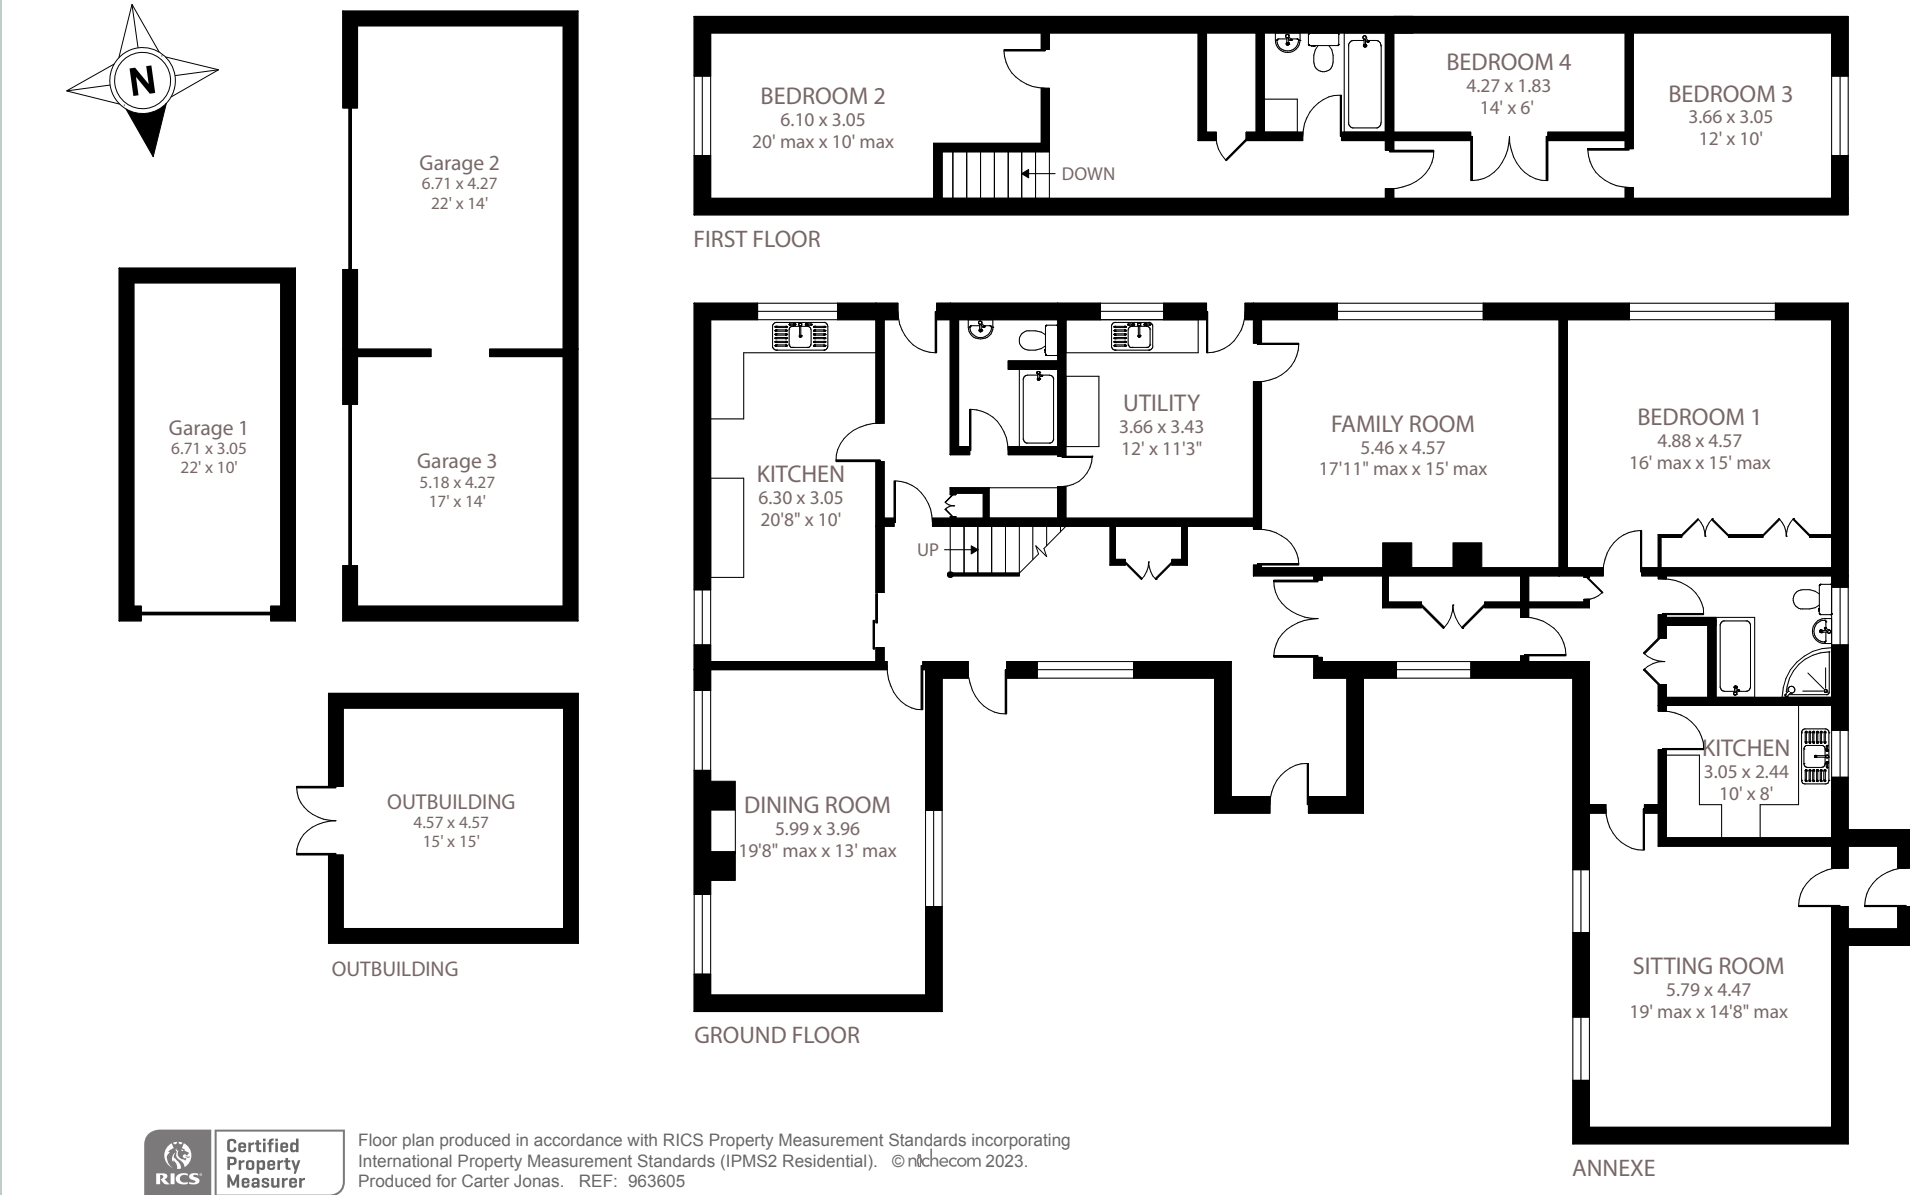 N
Garage 2
6.71 x 4.27
22' x 14'
Garage 1
6.71 x 3.05
22' x 10'
Garage 3
5.18 x 4.27
17' x 14'
OUTBUILDING
4.57 x 4.57
15' x 15'
OUTBUILDING
BEDROOM 2
6.10 x 3.05
20' max x 10' max
DOWN
BEDROOM 4
4.27 x 1.83
14' x 6'
BEDROOM 3
3.66 x 3.05
12' x 10'
FIRST FLOOR
KITCHEN
6.30 x 3.05
20'8" x 10'
UP
UTILITY
3.66 x 3.43
12' x 11'3"
FAMILY ROOM
5.46 x 4.57
17'11" max x 15' max
BEDROOM 1
4.88 x 4.57
16' max x 15' max
DINING ROOM
5.99 x 3.96
19'8" max x 13' max
KITCHEN
3.05 x 2.44
10' x 8'
SITTING ROOM
5.79 x 4.47
19' max x 14'8" max
GROUND FLOOR
ANNEXE
RICS
Certified
Property
Measurer
Floor plan produced in accordance with RICS Property Measurement Standards incorporating
International Property Measurement Standards (IPMS2 Residential). © nichecom 2023.
Produced for Carter Jonas. REF: 963605